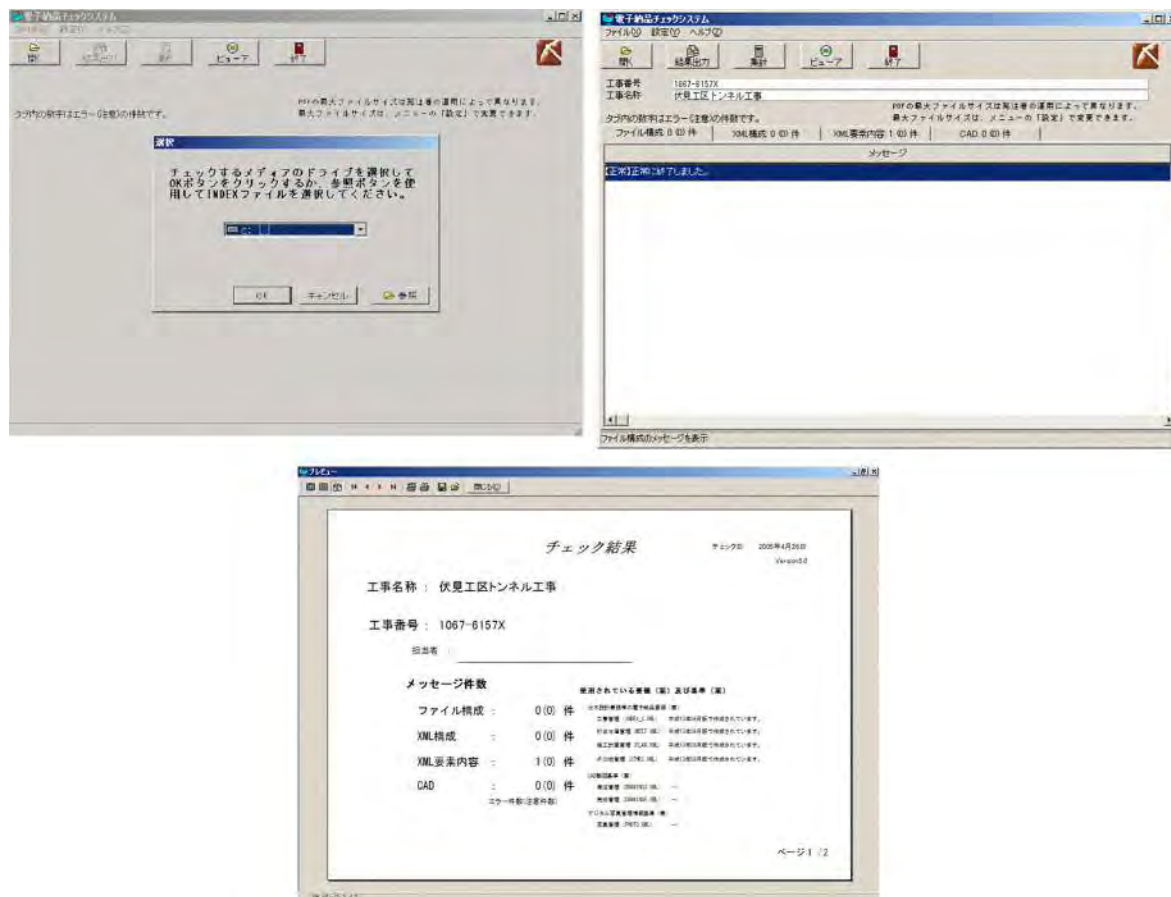 電子納品チェックシステム
開く
ビューア
終了
PDFの最大ファイルサイズは発注者の運用によって異なります。
最大ファイルサイズは、メニューの「設定」で変更できます。
タブ内の数字はエラー(注意)の件数です。
選択
チェックするメディアのドライブを選択して
OKボタンをクリックするか、参照ボタンを使
用してINDEXファイルを選択してください。
OK
キャンセル
参照
電子納品チェックシステム
開く
結果出力
集計
ビューア
終了
工事番号 1067-6157X
工事名称 伏見工区トンネル工事
PDFの最大ファイルサイズは発注者の運用によって異なります。
タブ内の数字はエラー(注意)の件数です。
最大ファイルサイズは、メニューの「設定」で変更できます。
ファイル構成 0 (0) 件
XML構成 0 (0) 件
XML要素内容 1 (0) 件
CAD 0 (0) 件
メッセージ
【正常】正常に終了しました。
ファイル構成のメッセージを表示
プレビュー
チェック結果
工事名称 : 伏見工区トンネル工事
工事番号 : 1067-6157X
担当者 :
メッセージ件数
使用されている要領(案)及び基準(案)
ファイル構成 : 0(0) 件
XML構成 : 0(0) 件
XML要素内容 : 1(0) 件
CAD : 0(0) 件
エラー件数(注意件数)
ページ1 /2